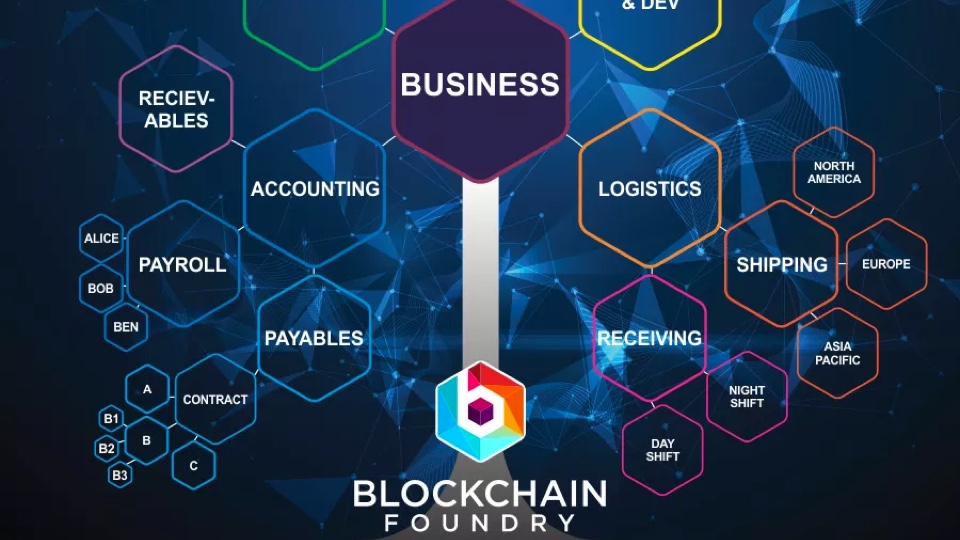 & DEV
BUSINESS
RECIEV-
ABLES
ACCOUNTING
LOGISTICS
NORTH
AMERICA
ALICE
PAYROLL
SHIPPING
EUROPE
BOB
BEN
PAYABLES
RECEIVING
ASIA
PACIFIC
A
CONTRACT
NIGHT
SHIFT
B1
B
B2
B3
C
DAY
SHIFT
b
BLOCKCHAIN
FOUNDRY